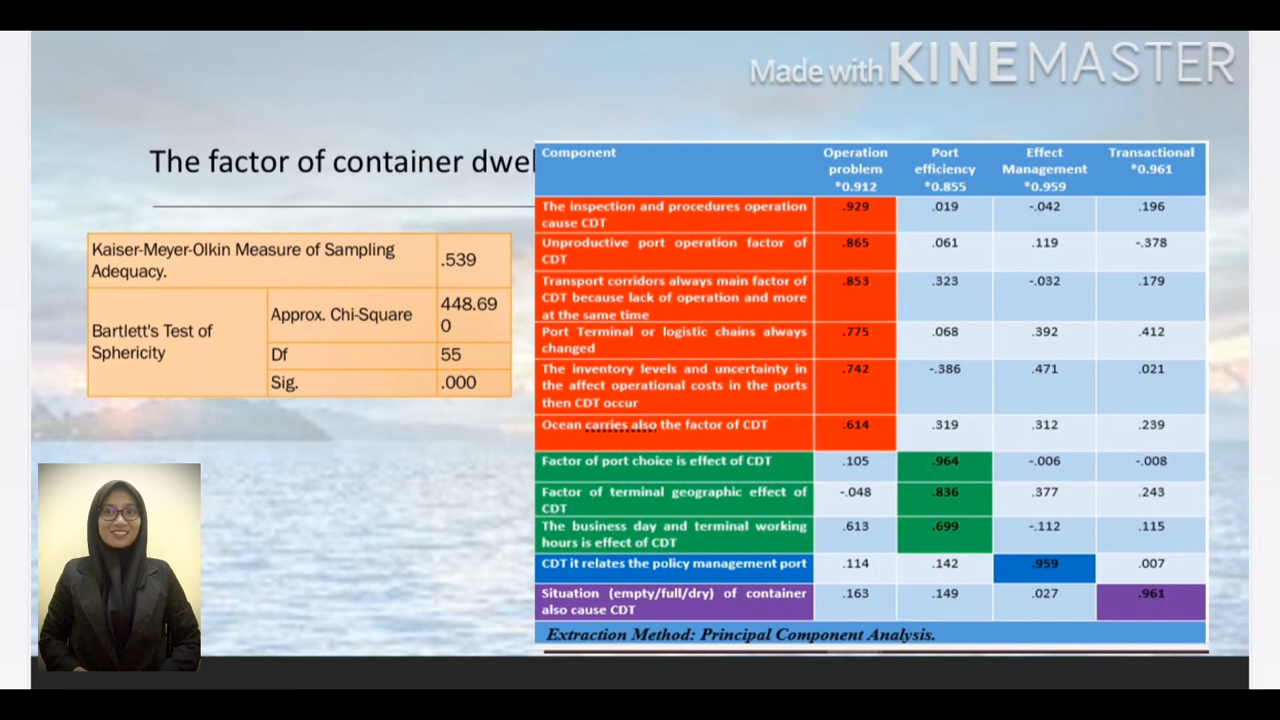 Made with KINEMASTER
The factor of container dwel
Kaiser-Meyer-Olkin Measure of Sampling
Adequacy.
.539
Bartlett's Test of
Sphericity
Approx. Chi-Square
448.69
0
Df
55
Sig.
.000
Component
Operation
problem
*0.912
Port
efficiency
*0.855
Effect
Management
*0.959
Transactional
*0.961
The inspection and procedures operation
cause CDT
.929
.019
-.042
.196
Unproductive port operation factor of
CDT
.865
.061
.119
-.378
Transport corridors always main factor of
CDT because lack of operation and more
at the same time
.853
.323
-.032
.179
Port Terminal or logistic chains always
changed
.775
.068
.392
.412
The inventory levels and uncertainty in
the affect operational costs in the ports
then CDT occur
.742
-.386
.471
.021
Ocean carries also the factor of CDT
.614
.319
.312
.239
Factor of port choice is effect of CDT
.105
.964
-.006
-.008
Factor of terminal geographic effect of
CDT
-.048
.836
.377
.243
The business day and terminal working
hours is effect of CDT
.613
.699
-.112
.115
CDT it relates the policy management port
.114
.142
.959
.007
Situation (empty/full/dry) of container
also cause CDT
.163
.149
.027
.961
Extraction Method: Principal Component Analysis.